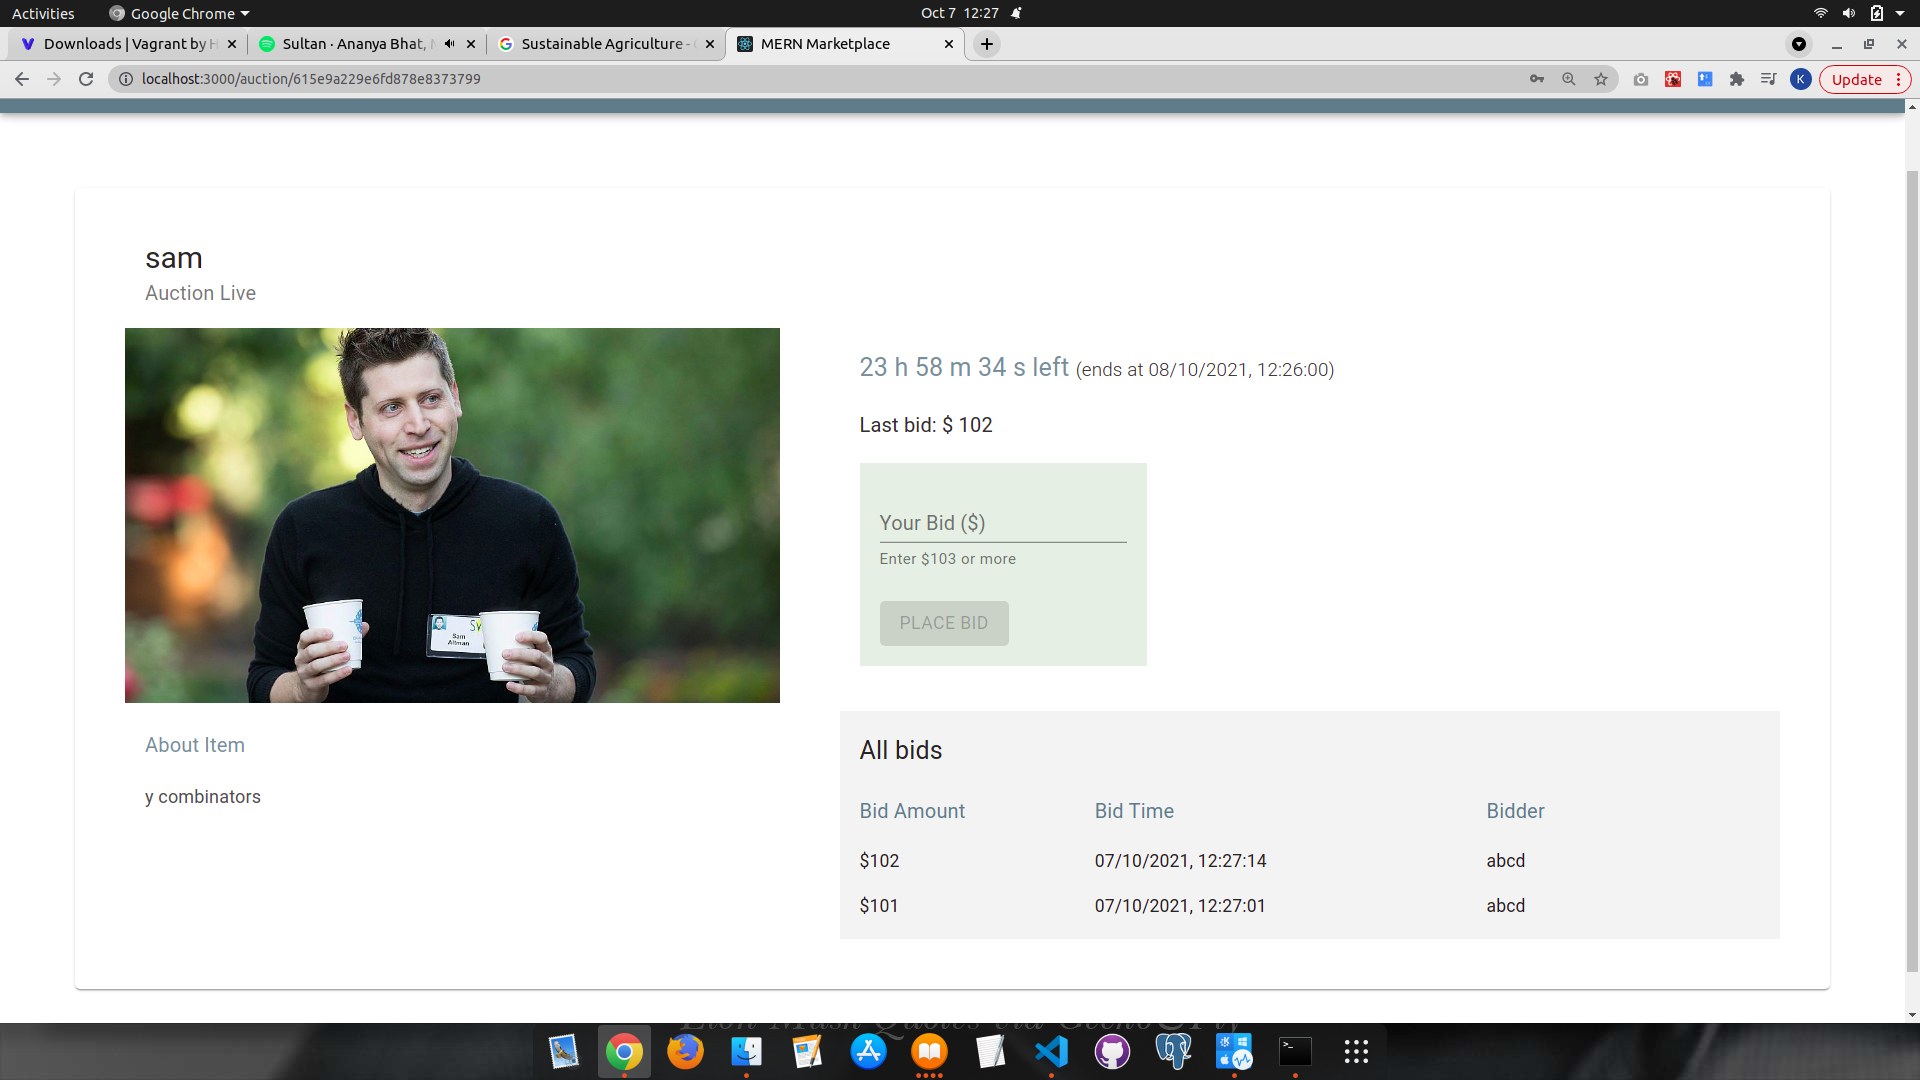 Activities
Google Chrome
Oct 7 12:27
Downloads | Vagrant by H
Sultan · Ananya Bhat,
Sustainable Agriculture -
MERN Marketplace
localhost:3000/auction/615e9a229e6fd878e8373799
K
Update
sam
Auction Live
Sam
Altman
23 h 58 m 34 s left (ends at 08/10/2021, 12:26:00)
Last bid: $ 102
Your Bid ($)
Enter $103 or more
PLACE BID
About Item
y combinators
All bids
Bid Amount Bid Time Bidder
$102 07/10/2021, 12:27:14 abcd
$101 07/10/2021, 12:27:01 abcd